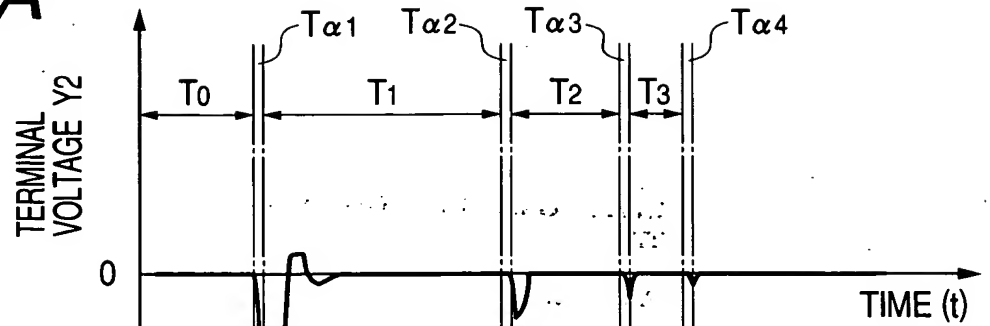 A
Tα1
Tα2
Tα3
Tα4
T0
T1
T2
T3
TERMINAL
VOLTAGE Y2
0
TIME (t)